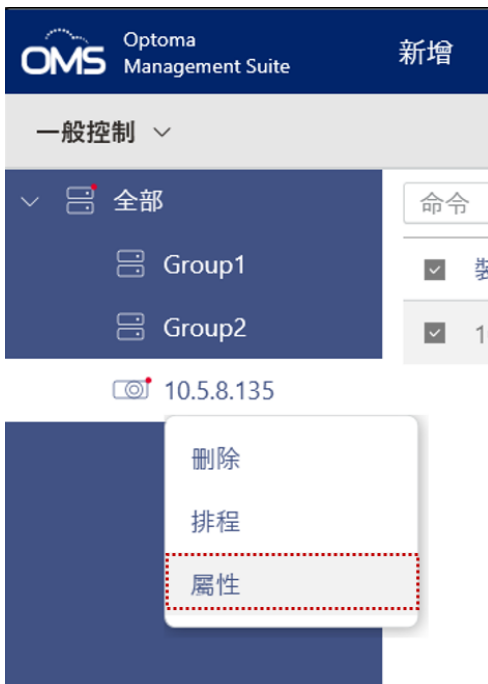 OMS Optoma
Management Suite
新增
一般控制
全部
命令
Group1
Group2
10.5.8.135
删除
排程
屬性